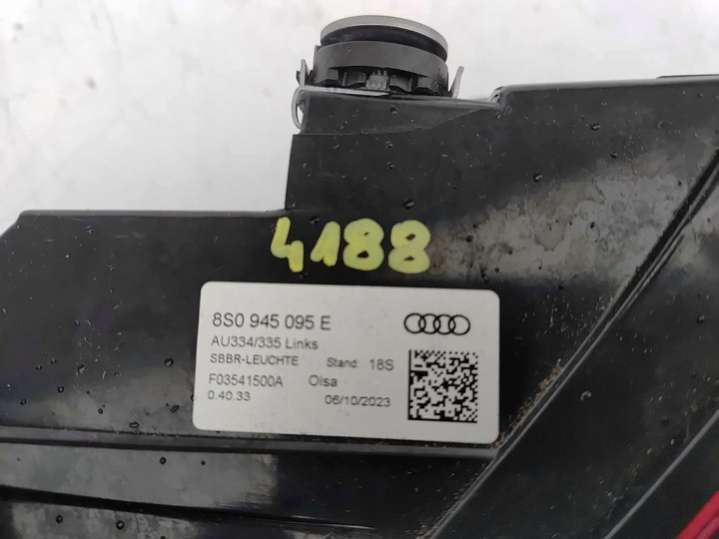 4188
8S0 945 095 E
AU334/335 Links
SBBR-LEUCHTE Stand: 18S
F03541500A Olsa
0.40.33 06/10/2023